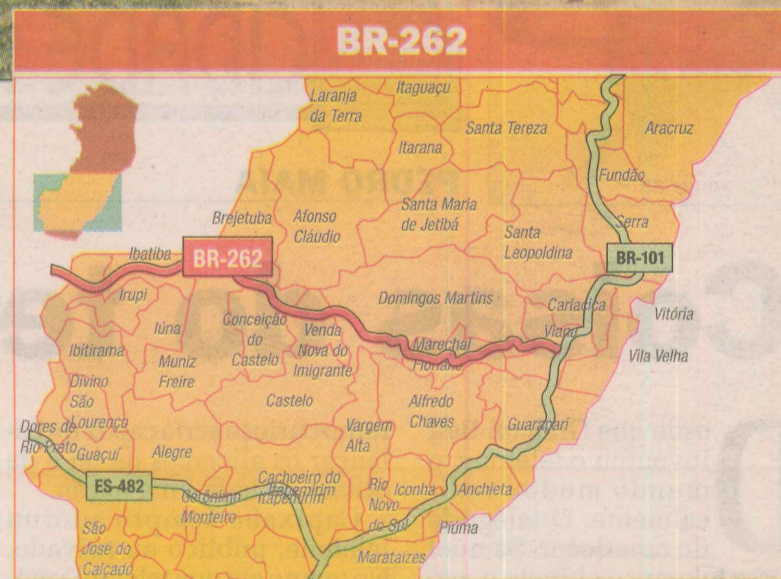 BR-262
Itaguaçu
Laranja
da Terra
Santa Tereza
Aracruz
Itarana
Fundão
PEDRO MAIA
Santa Maria
de Jetibá
Brejetuba
Afonso
Cláudio
Serra
Santa
Leopoldina
Ibatiba
BR-262
BR-101
Irupi
Domingos Martins
Cariacica
Vitória
Iúna
Conceição
do
Castelo
Venda
Nova do
Imigrante
Viana
Marechal
Floriano
Vila Velha
Ibitirama
Muniz
Freire
Divino
São
Lourenço
Castelo
Alfredo
Chaves
Dores do
Rio Preto
Guaçuí
Alegre
Vargem
Alta
Guarapari
ES-482
Cachoeiro do
Itapemirim
Jerônimo
Monteiro
Rio
Novo
do Sul
Iconha
Anchieta
Piúma
São
José do
Calçado
Marataízes